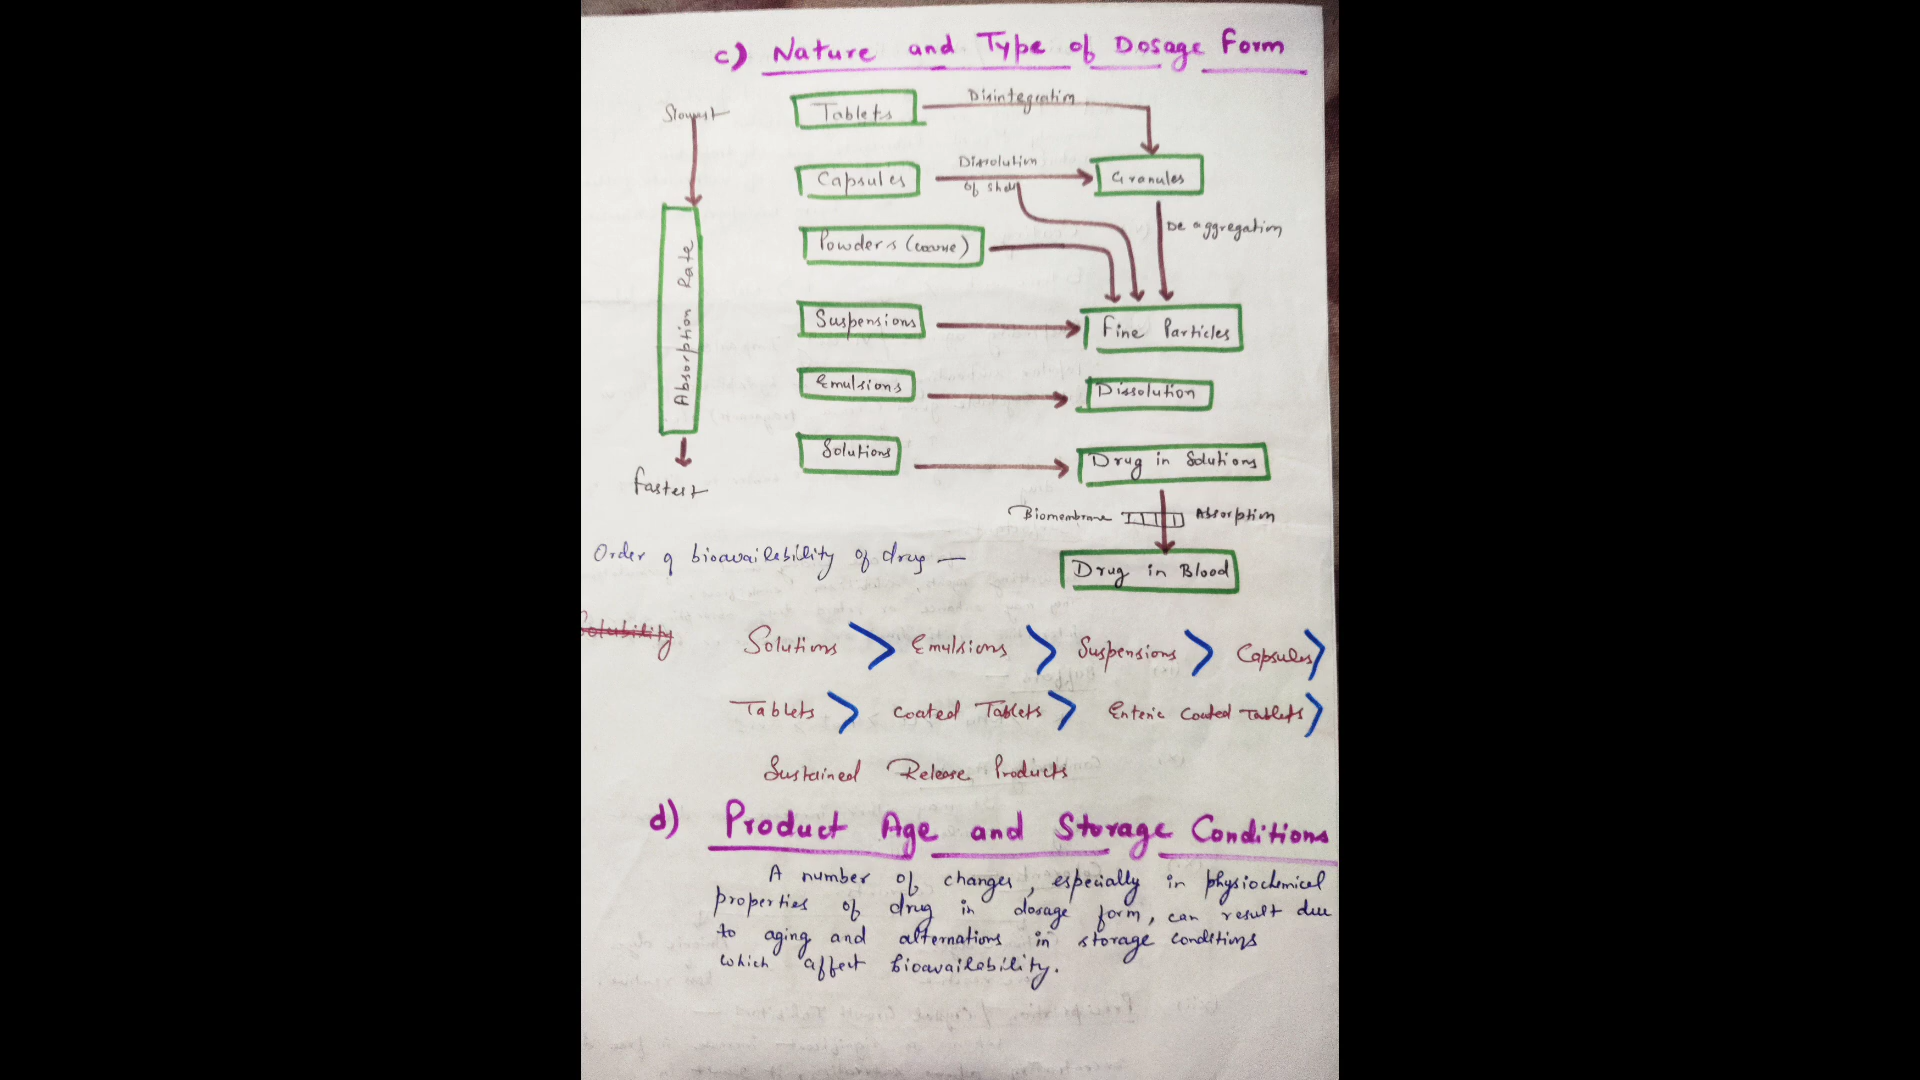 c) Nature and Type of Dosage Form
Slowest
Tablets
Disintegration
Capsules
Dissolution
of shell
Granules
De aggregation
Powders (coarse)
Absorption Rate
Suspensions
Fine Particles
Emulsions
Dissolution
Solutions
Drug in Solutions
fastest
Biomembrane
Absorption
Drug in Blood
Order of bioavailability of drug —
Solubility
Solutions > Emulsions > Suspensions > Capsules >
Tablets > Coated Tablets > Enteric Coated Tablets >
Sustained Release Products
d) Product Age and Storage Conditions
A number of changes, especially in physiochemical
properties of drug in dosage form, can result due
to aging and alternations in storage conditions
which affect bioavailability.